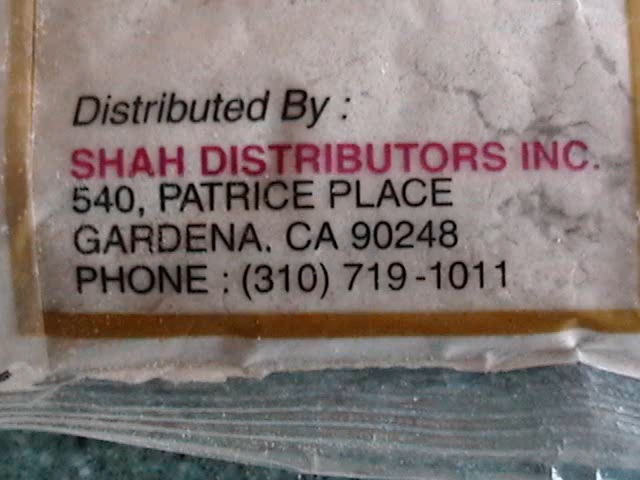 Distributed By :
SHAH DISTRIBUTORS INC.
540, PATRICE PLACE
GARDENA. CA 90248
PHONE : (310) 719-1011